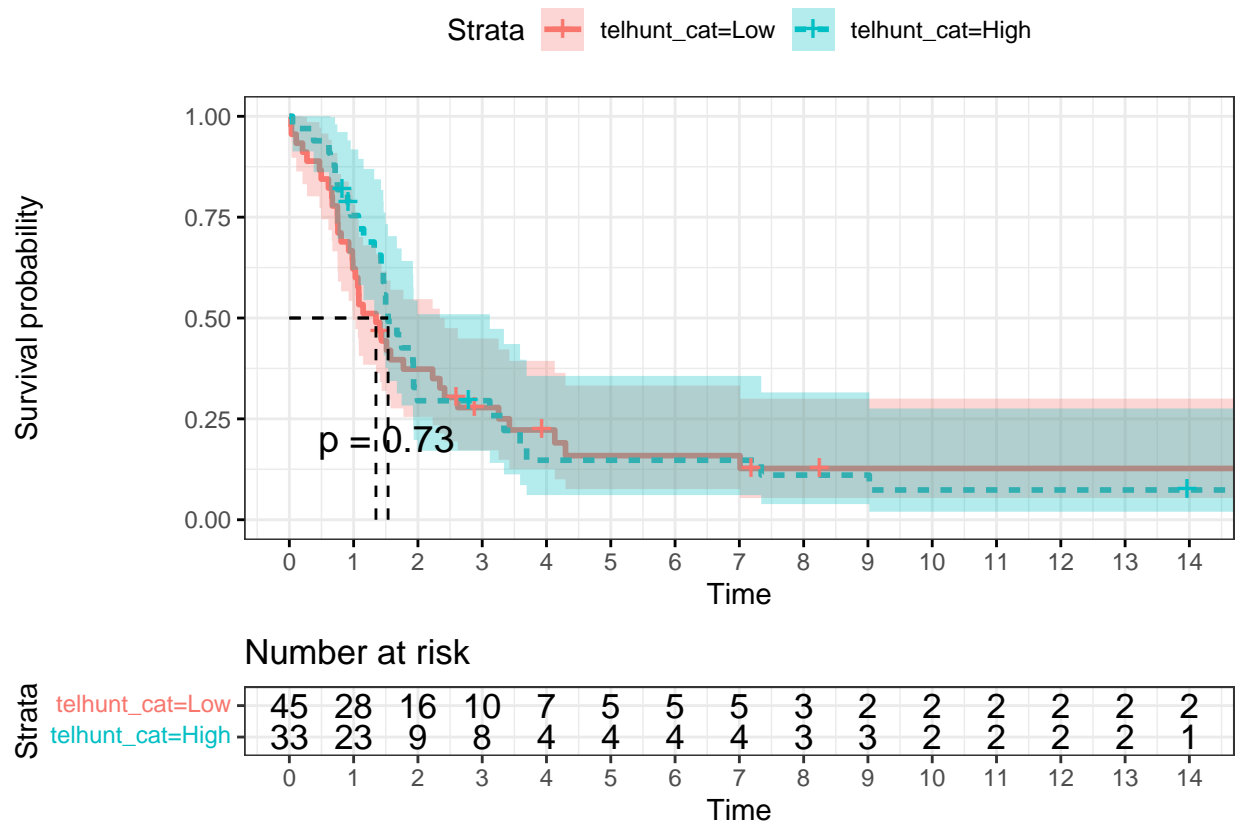 Strata telhunt_cat=Low telhunt_cat=High
Survival probability
1.00
0.75
0.50
0.25
0.00
p = 0.73
0 1 2 3 4 5 6 7 8 9 10 11 12 13 14
Time
Number at risk
Strata
telhunt_cat=Low 45 28 16 10 7 5 5 5 3 2 2 2 2 2 2
telhunt_cat=High 33 23 9 8 4 4 4 4 3 3 2 2 2 2 1
0 1 2 3 4 5 6 7 8 9 10 11 12 13 14
Time